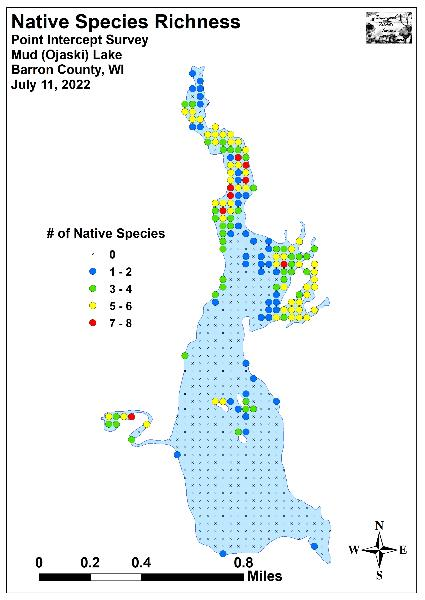 Native Species Richness
Point Intercept Survey
Mud (Ojaski) Lake
Barron County, WI
July 11, 2022
# of Native Species
0
1 - 2
3 - 4
5 - 6
7 - 8
N
W E
S
0 0.2 0.4 0.8
Miles